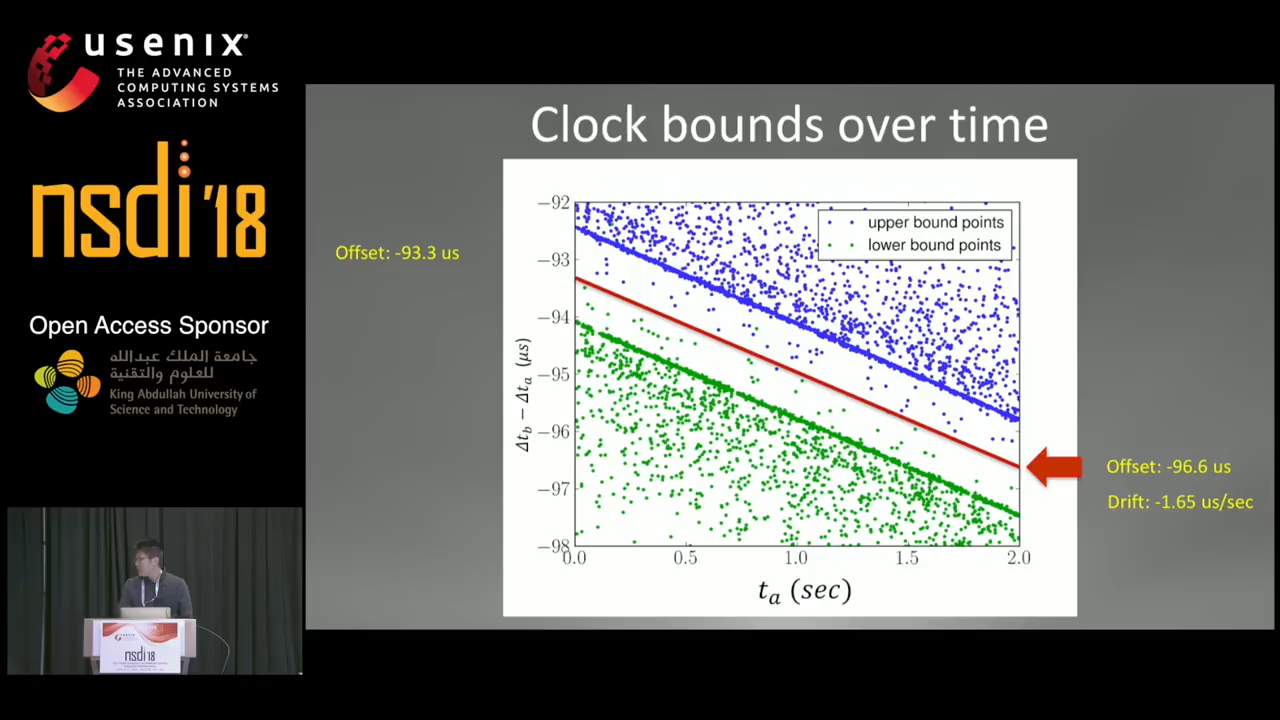 usenix
THE ADVANCED
COMPUTING SYSTEMS
ASSOCIATION
nsdi '18
Open Access Sponsor
جامعة الملك عبدالله
للعلوم والتقنية
King Abdullah University of
Science and Technology
Clock bounds over time
Offset: -93.3 us
upper bound points
lower bound points
−92
−93
−94
−95
−96
−97
−98
Δt_b − Δt_a (μs)
0.0
0.5
1.0
1.5
2.0
t_a (sec)
Offset: -96.6 us
Drift: -1.65 us/sec
usenix
nsdi'18